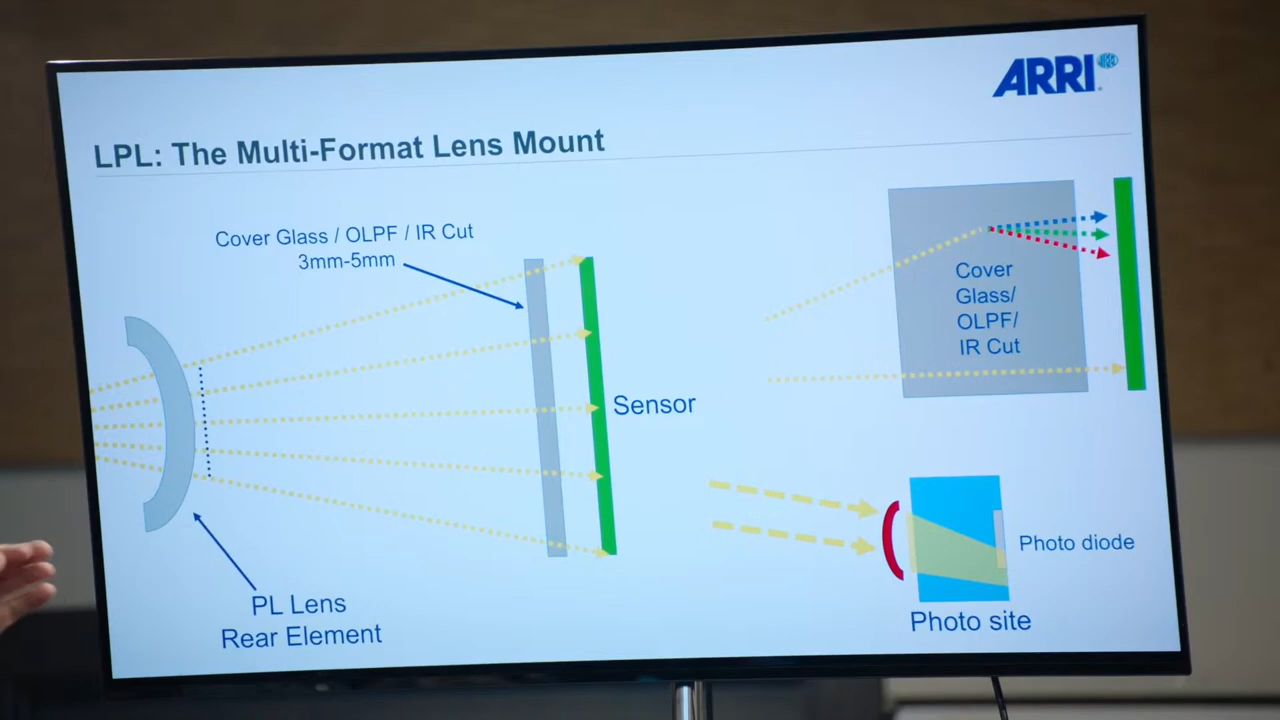 ARRI
LPL: The Multi-Format Lens Mount
Cover Glass / OLPF / IR Cut
3mm-5mm
Sensor
PL Lens
Rear Element
Cover
Glass/
OLPF/
IR Cut
Photo diode
Photo site